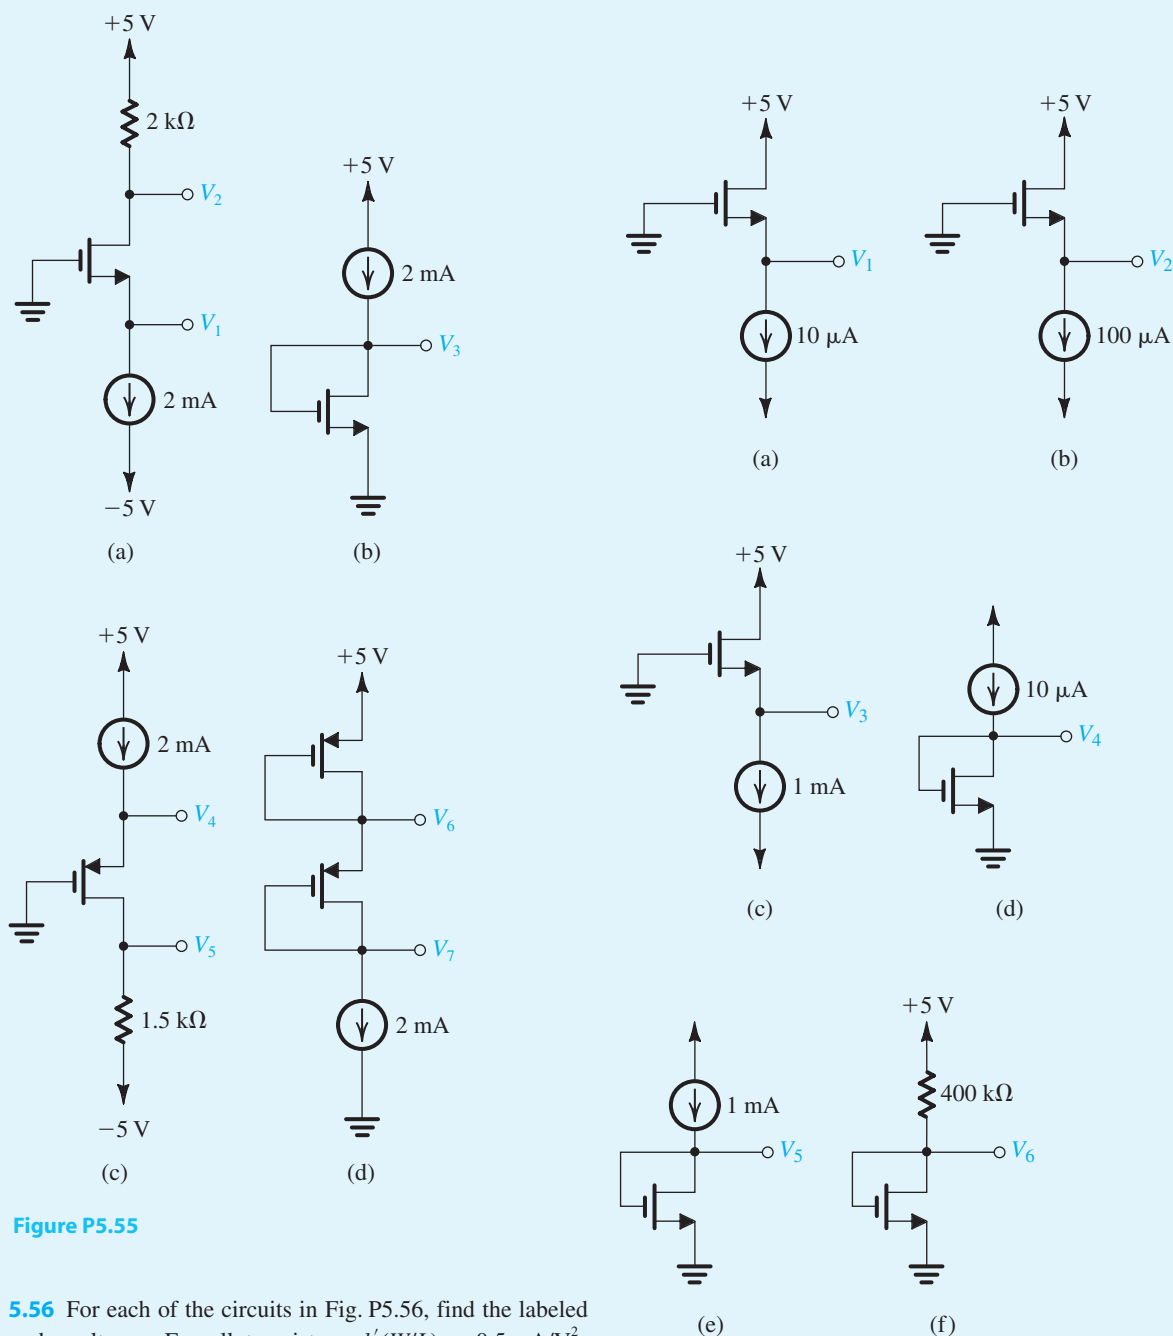 +5 V
2 kΩ
V2
V1
2 mA
−5 V
(a)
+5 V
2 mA
V3
(b)
+5 V
2 mA
V4
V5
1.5 kΩ
−5 V
(c)
+5 V
V6
V7
2 mA
(d)
Figure P5.55
5.56 For each of the circuits in Fig. P5.56, find the labeled
+5 V
V1
10 μA
(a)
+5 V
V2
100 μA
(b)
+5 V
V3
1 mA
(c)
10 μA
V4
(d)
1 mA
V5
(e)
+5 V
400 kΩ
V6
(f)